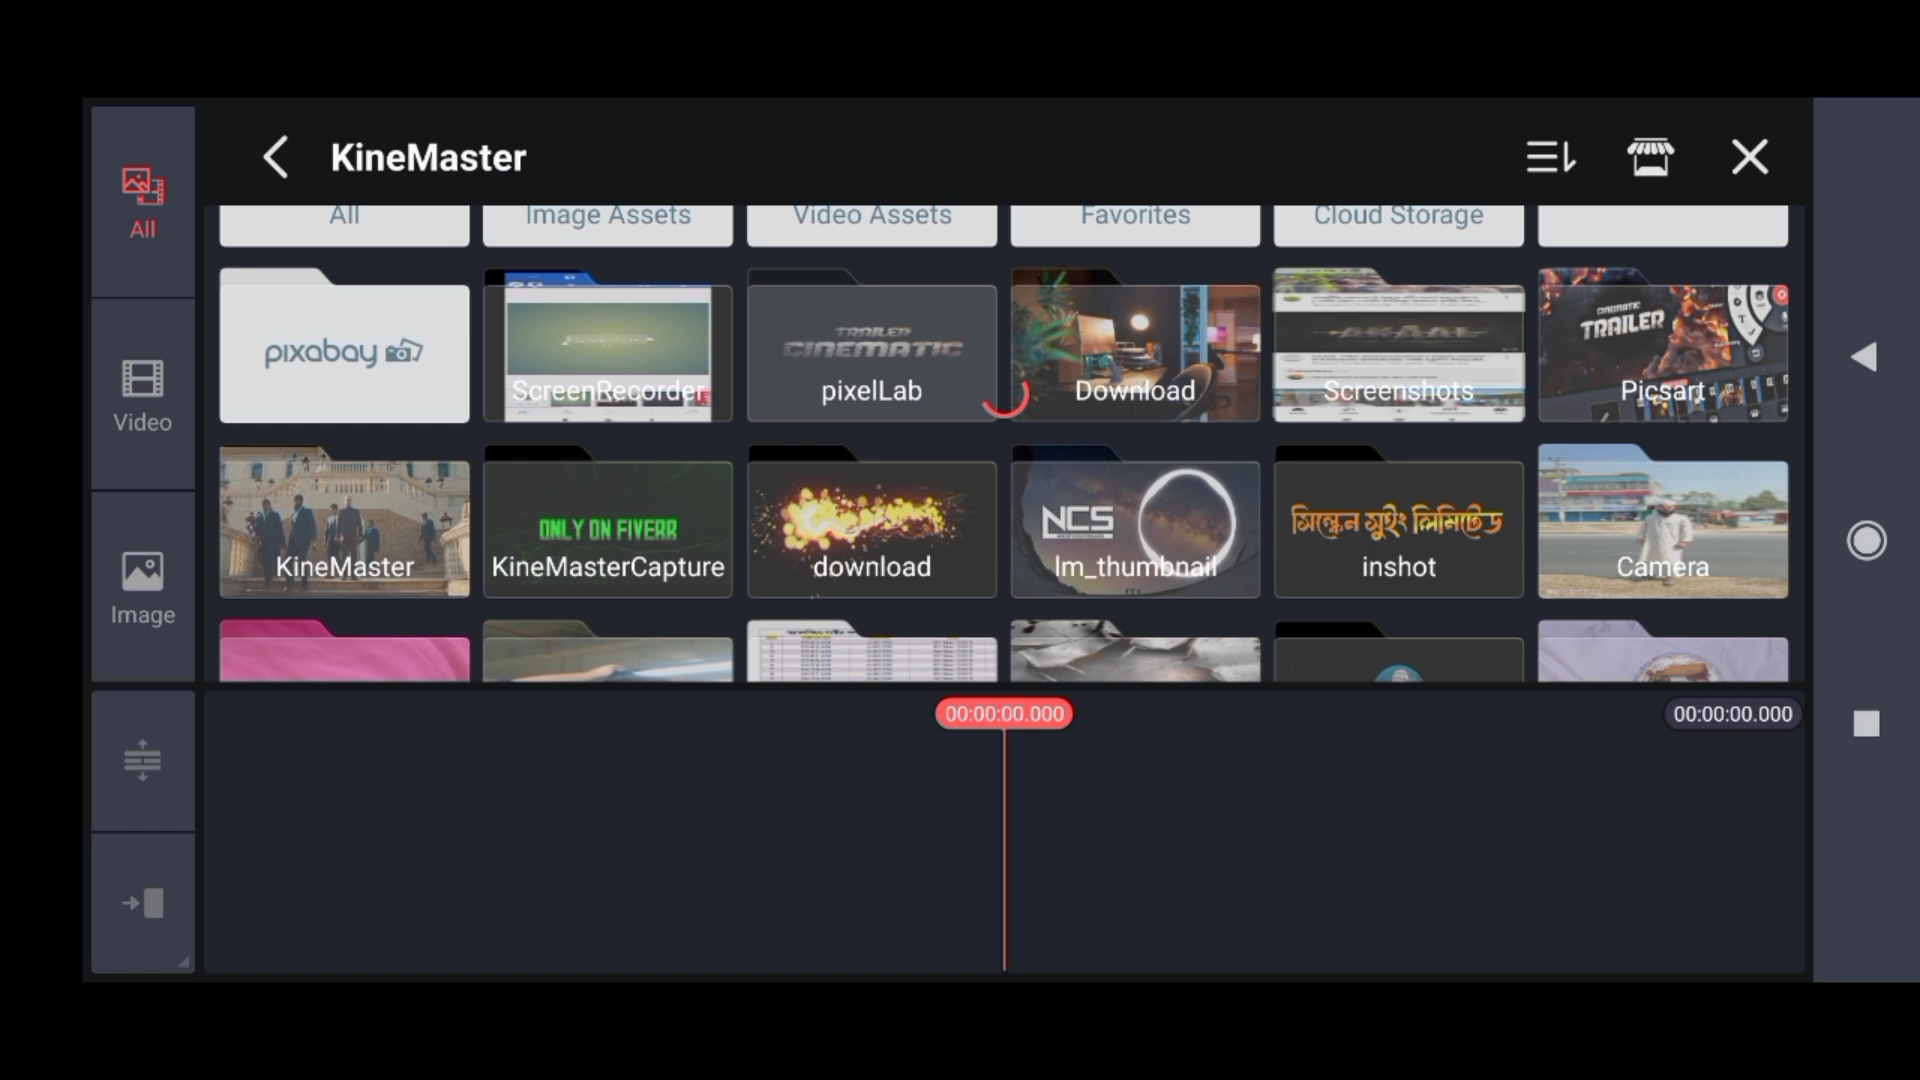 KineMaster
All
Image Assets
Video Assets
Favorites
Cloud Storage
All
pixabay
ScreenRecorder
TRAILER
CINEMATIC
pixelLab
Download
Screenshots
CINEMATIC
TRAILER
Picsart
Video
KineMaster
ONLY ON FIVERR
KineMasterCapture
download
NCS
lm_thumbnail
সিল্কেন সুইং লিমিটেড
inshot
Camera
Image
00:00:00.000
00:00:00.000